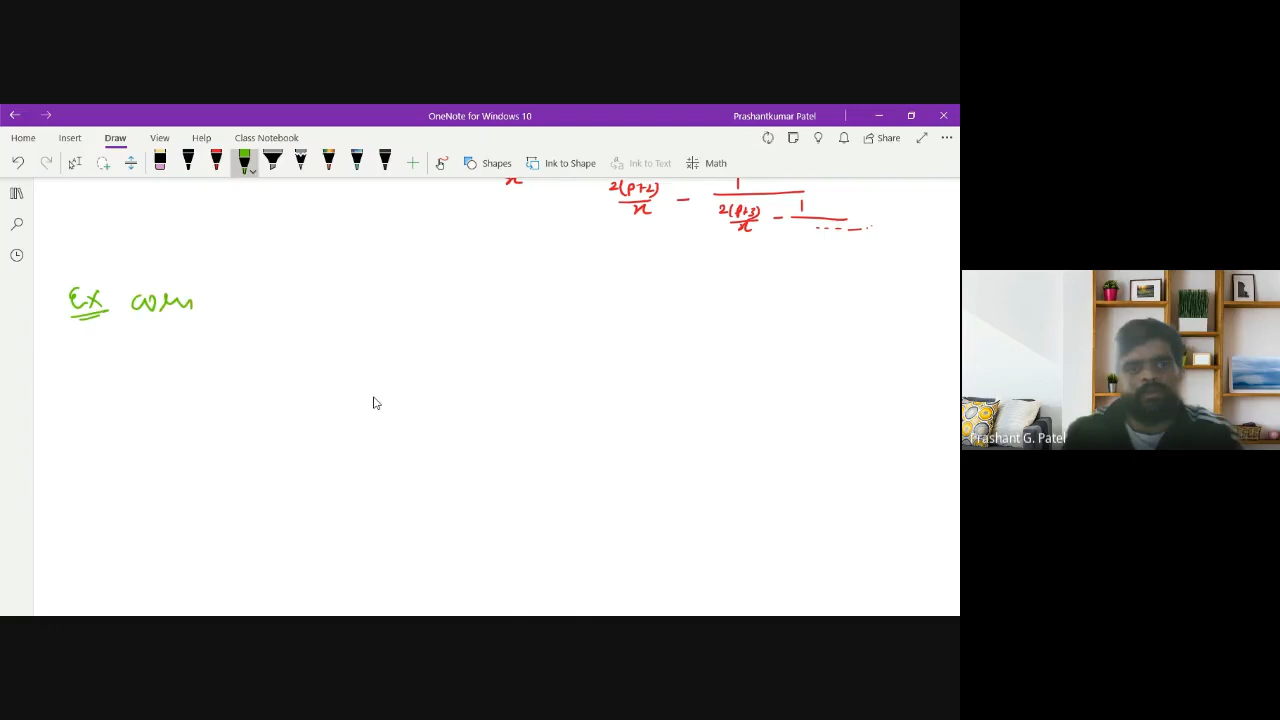 OneNote for Windows 10
Prashantkumar Patel
Home Insert Draw View Help Class Notebook
Share
Shapes Ink to Shape Ink to Text Math
x
2(p+2)/x - 1
2(p+3)/x - 1
Ex
Prashant G. Patel